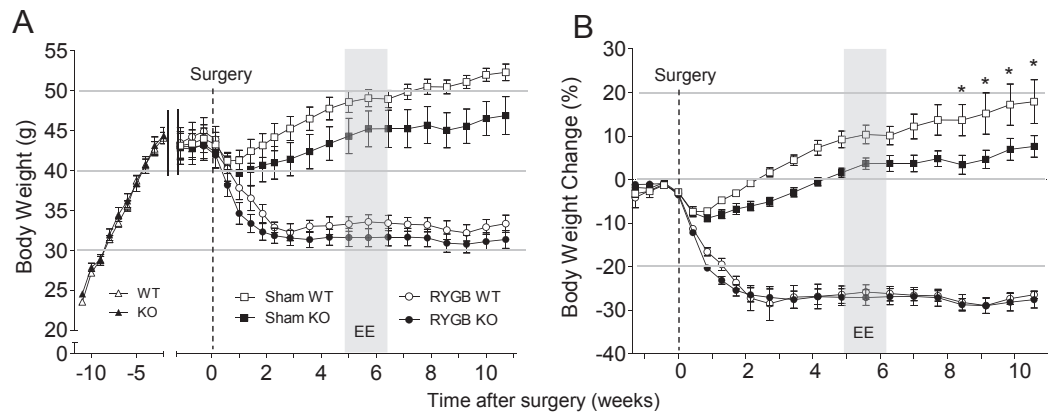 A
B
55
50
45
40
35
30
25
20
0
Body Weight (g)
Surgery
WT
KO
Sham WT
Sham KO
RYGB WT
RYGB KO
EE
-10 -5 0 2 4 6 8 10
30
20
10
0
-10
-20
-30
-40
Body Weight Change (%)
Surgery
* * * *
EE
0 2 4 6 8 10
Time after surgery (weeks)